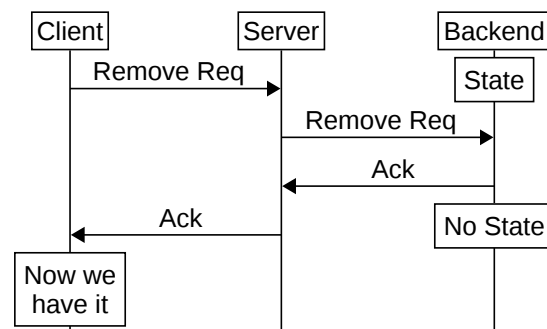 Client
Server
Backend
State
Remove Req
Remove Req
Ack
Ack
No State
Now we
have it